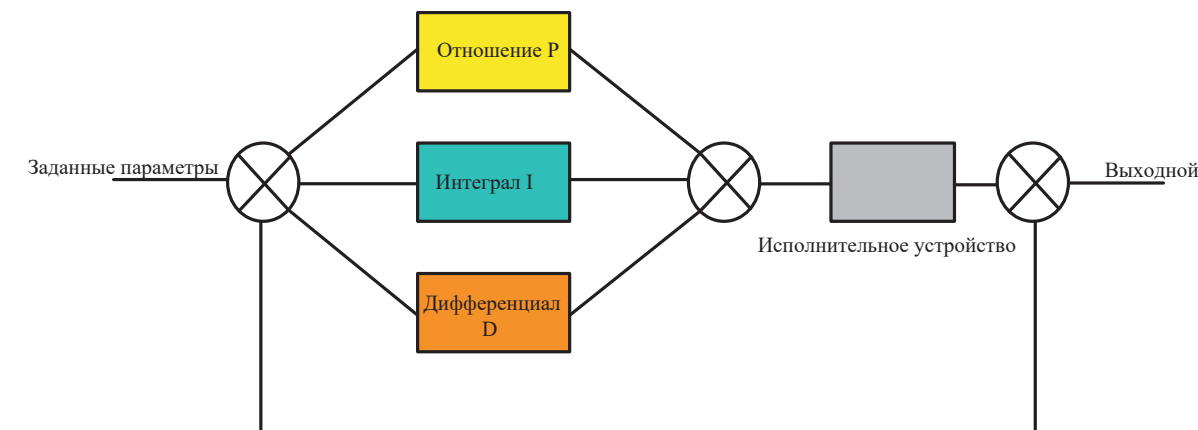 Отношение P
Заданные параметры
Интеграл I
Выходной
Исполнительное устройство
Дифференциал
D